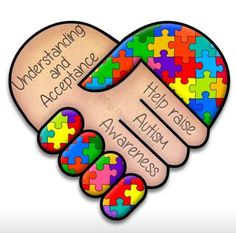 Understanding
and
Acceptance
Help raise
Autism
Awareness